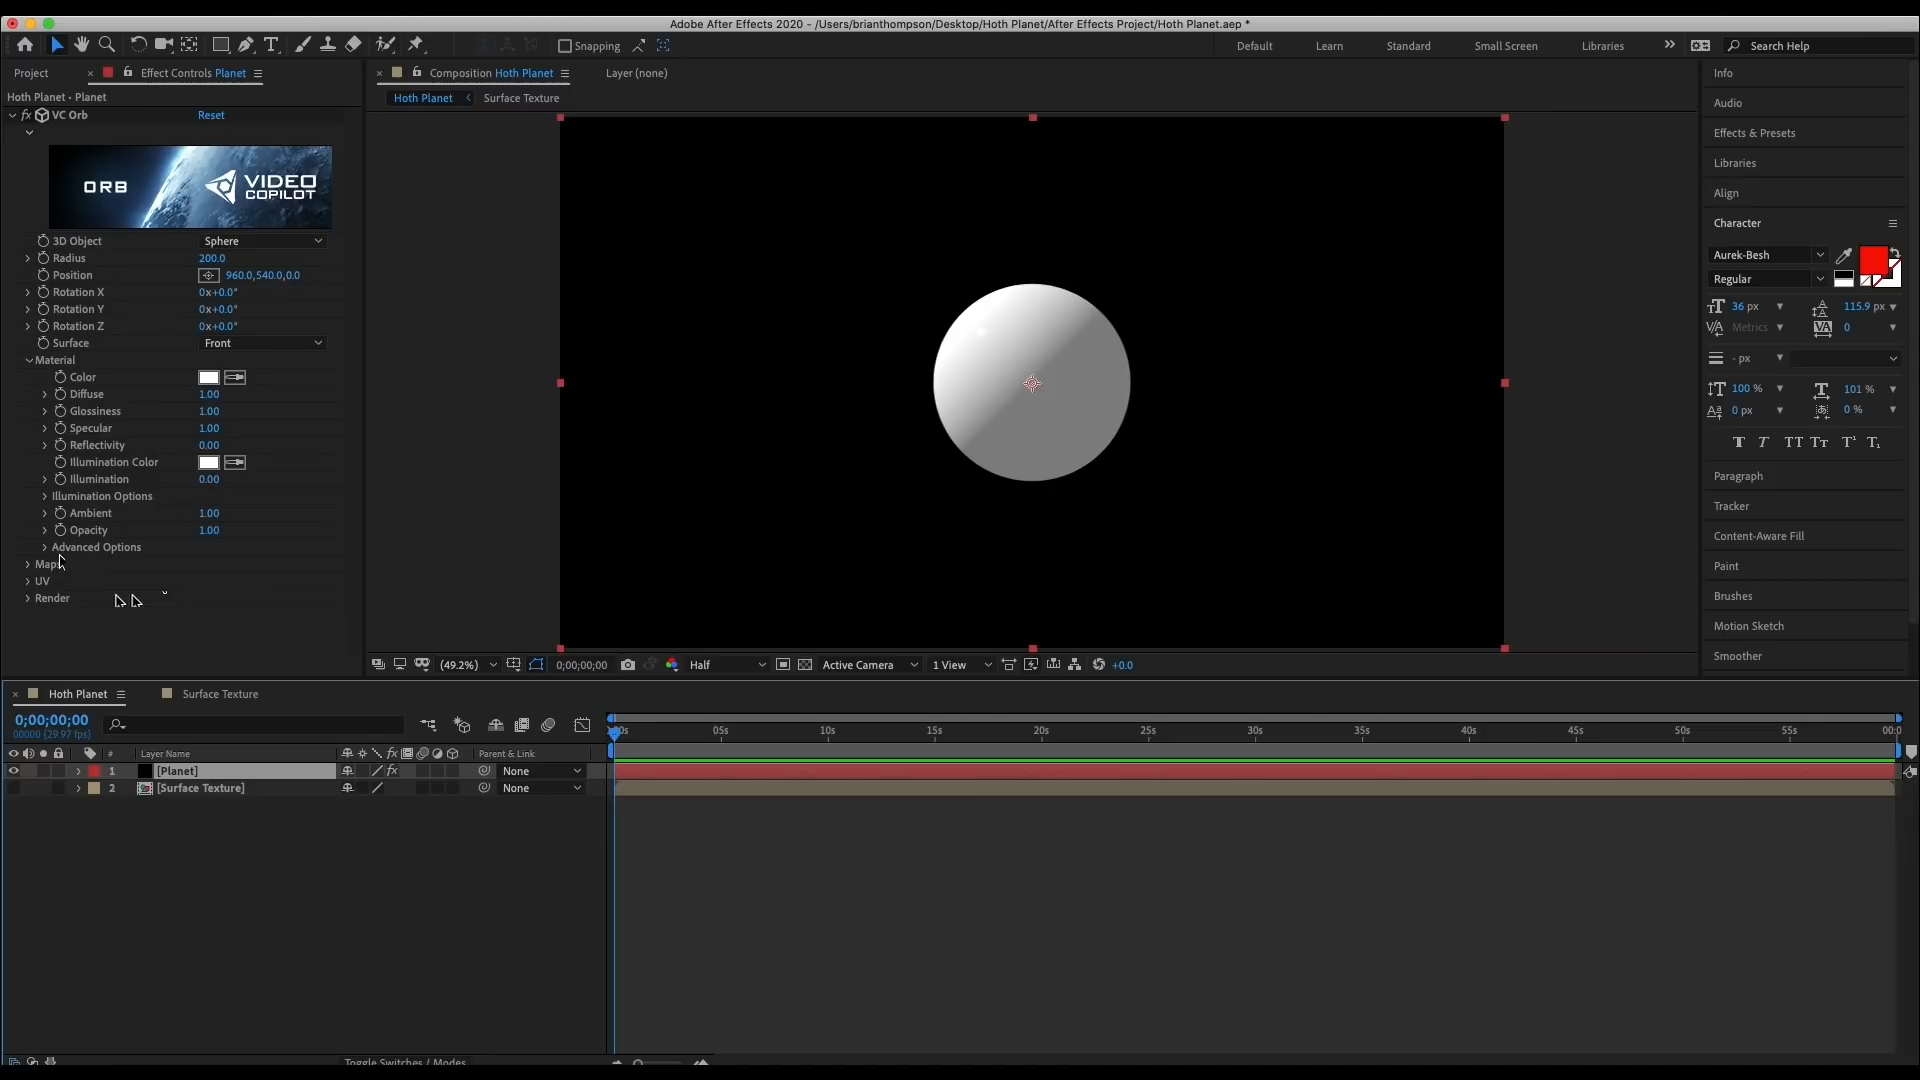 Adobe After Effects 2020 - /Users/brianthompson/Desktop/Hoth Planet/After Effects Project/Hoth Planet.aep *
Snapping
Default
Learn
Standard
Small Screen
Libraries
Search Help
Project
Effect Controls Planet
Composition Hoth Planet
Layer (none)
Hoth Planet • Planet
Hoth Planet
Surface Texture
fx VC Orb
Reset
ORB
VIDEO
COPILOT
3D Object
Sphere
Radius
200.0
Position
960.0,540.0,0.0
Rotation X
0x+0.0°
Rotation Y
0x+0.0°
Rotation Z
0x+0.0°
Surface
Front
Material
Color
Diffuse
1.00
Glossiness
1.00
Specular
1.00
Reflectivity
0.00
Illumination Color
Illumination
0.00
Illumination Options
Ambient
1.00
Opacity
1.00
Advanced Options
UV
Render
Info
Audio
Effects & Presets
Libraries
Align
Character
Aurek-Besh
Regular
36 px
115.9 px
Metrics
0
- px
100 %
101 %
0 px
0 %
Paragraph
Tracker
Content-Aware Fill
Paint
Brushes
Motion Sketch
Smoother
(49.2%)
0;00;00;00
Half
Active Camera
1 View
+0.0
Hoth Planet
Surface Texture
0;00;00;00
00000 (29.97 fps)
05s
10s
15s
20s
25s
30s
35s
40s
45s
50s
55s
#
Layer Name
fx
Parent & Link
1
[Planet]
fx
None
2
[Surface Texture]
None
Toggle Switches / Modes